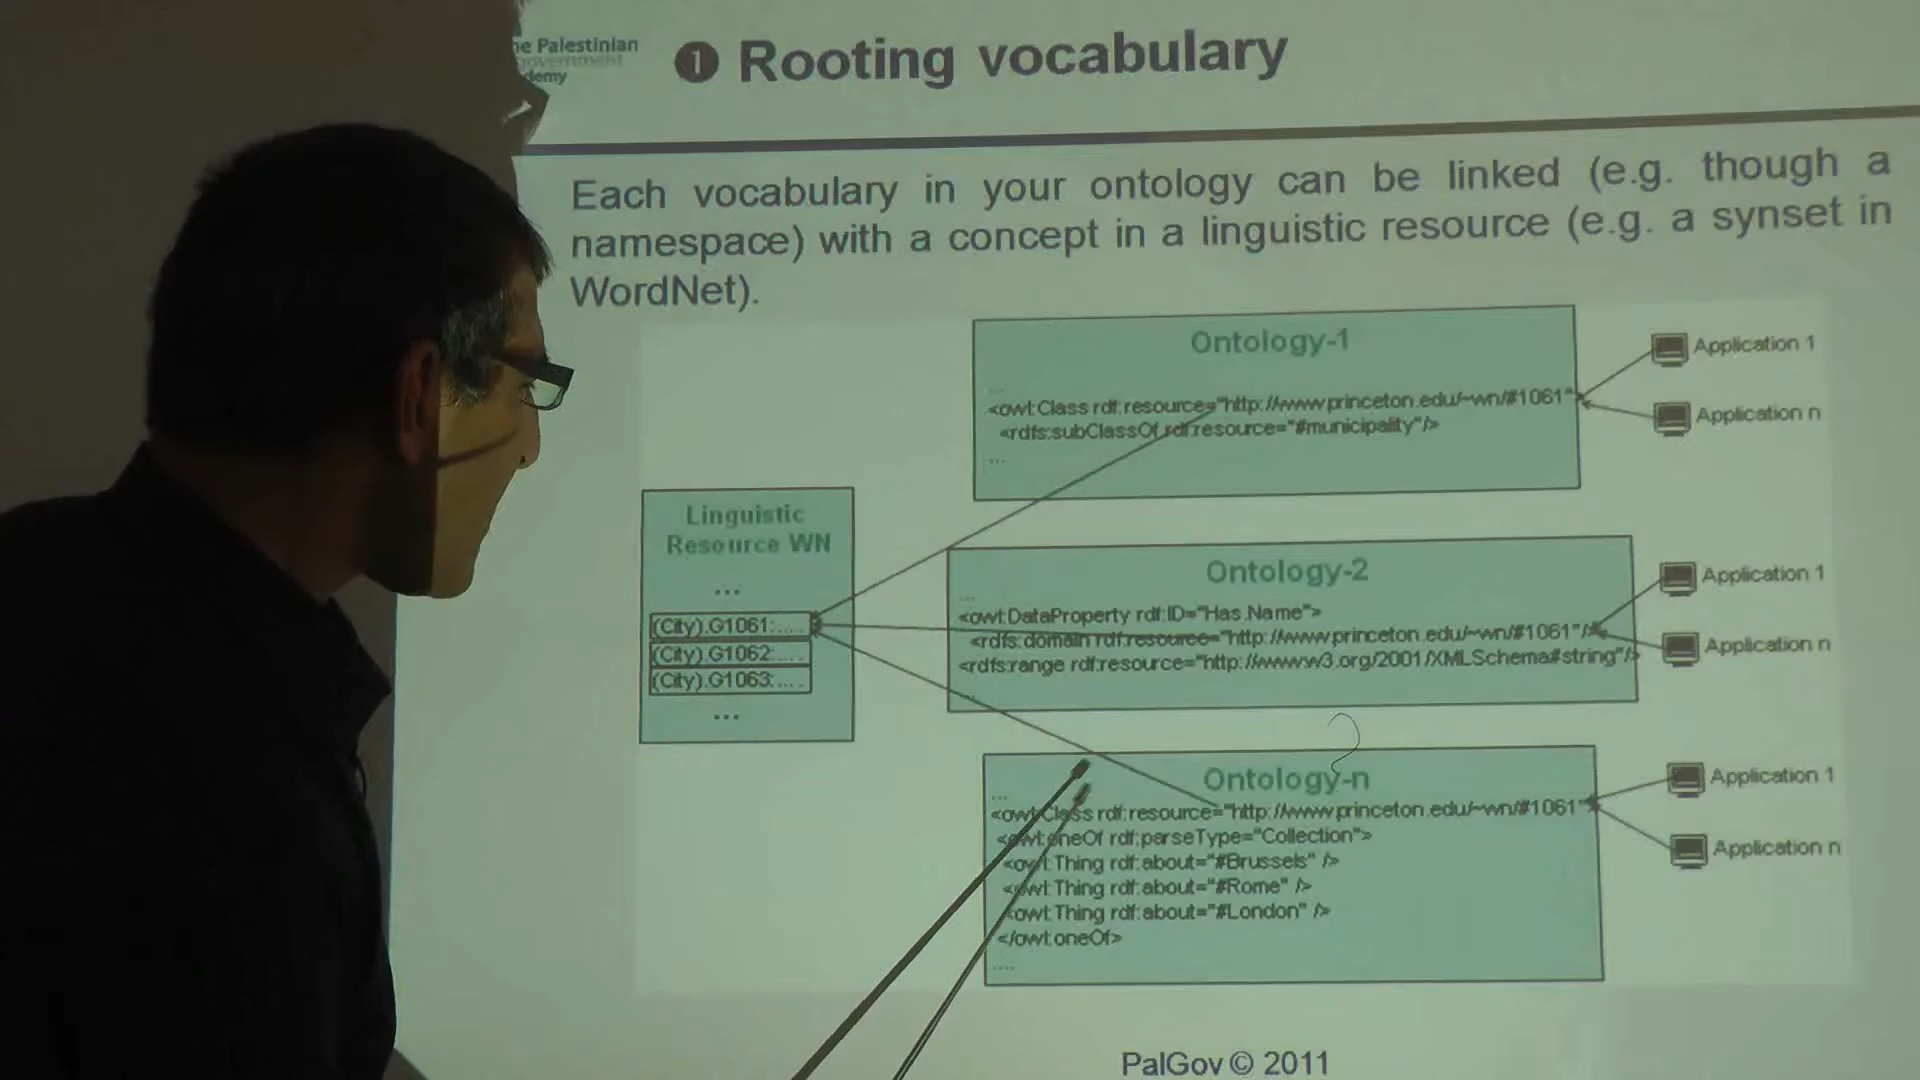 he Palestinian
overnment
demy
1 Rooting vocabulary
Each vocabulary in your ontology can be linked (e.g. though a
namespace) with a concept in a linguistic resource (e.g. a synset in
WordNet).
Ontology-1
...
<owl:Class rdf:resource="http://www.princeton.edu/~wn/#1061"
<rdfs:subClassOf rdf:resource="#municipality"/>
...
Application 1
Application n
Linguistic
Resource WN
...
(City).G1061:....
(City).G1062:....
(City).G1063:....
...
Ontology-2
...
<owl:DataProperty rdf:ID="Has.Name">
<rdfs:domain rdf:resource="http://www.princeton.edu/~wn/#1061"/>
<rdfs:range rdf:resource="http://www.w3.org/2001/XMLSchema#string"/>
...
Application 1
Application n
Ontology-n
...
<owl:Class rdf:resource="http://www.princeton.edu/~wn/#1061"
<owl:oneOf rdf:parseType="Collection">
<owl:Thing rdf:about="#Brussels" />
<owl:Thing rdf:about="#Rome" />
<owl:Thing rdf:about="#London" />
</owl:oneOf>
....
Application 1
Application n
PalGov © 2011